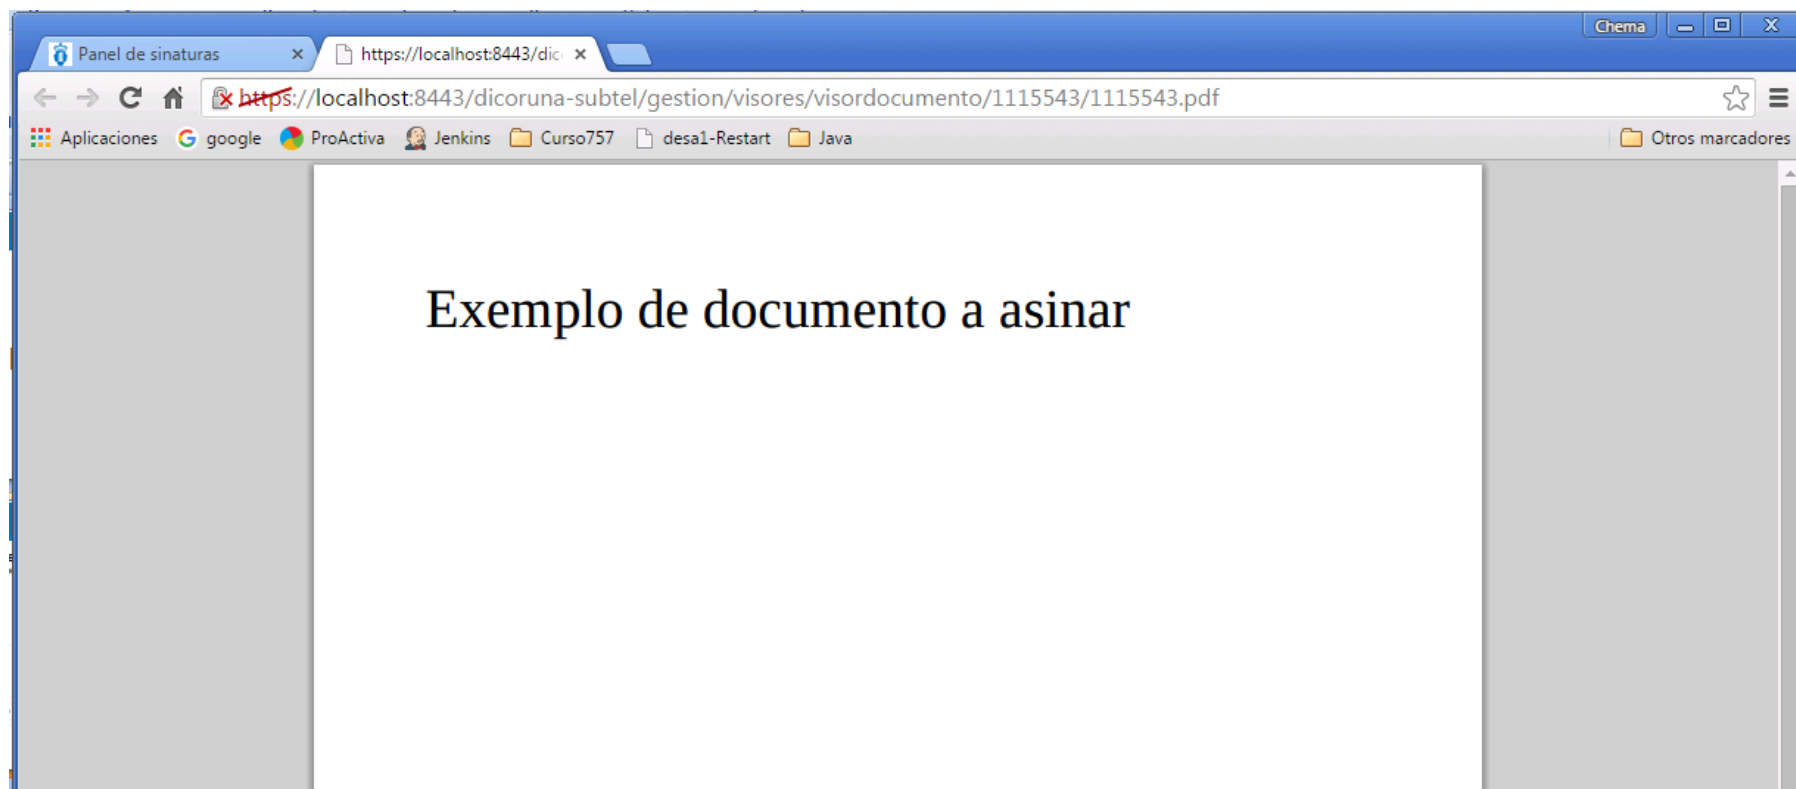 Chema
Panel de sinaturas
https://localhost:8443/dic
https://localhost:8443/dicoruna-subtel/gestion/visores/visordocumento/1115543/1115543.pdf
Aplicaciones google ProActiva Jenkins Curso757 desa1-Restart Java Otros marcadores
Exemplo de documento a asinar